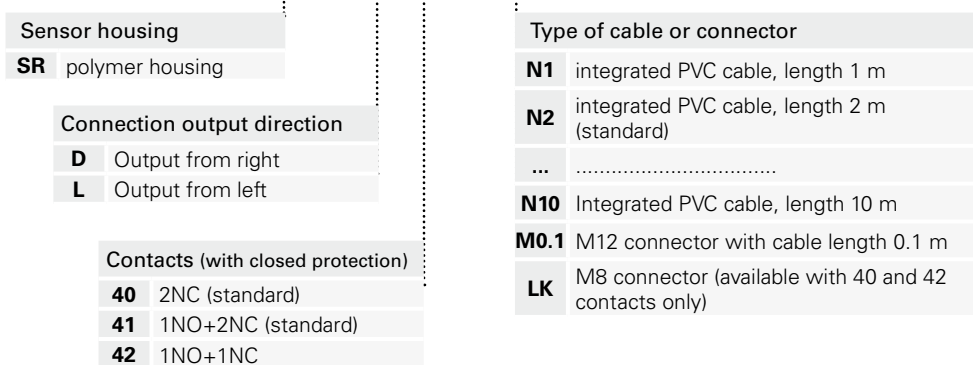 Sensor housing
SR polymer housing
Connection output direction
D Output from right
L Output from left
Contacts (with closed protection)
40 2NC (standard)
41 1NO+2NC (standard)
42 1NO+1NC
Type of cable or connector
N1 integrated PVC cable, length 1 m
N2 integrated PVC cable, length 2 m
(standard)
... ..................................
N10 Integrated PVC cable, length 10 m
M0.1 M12 connector with cable length 0.1 m
LK M8 connector (available with 40 and 42
contacts only)